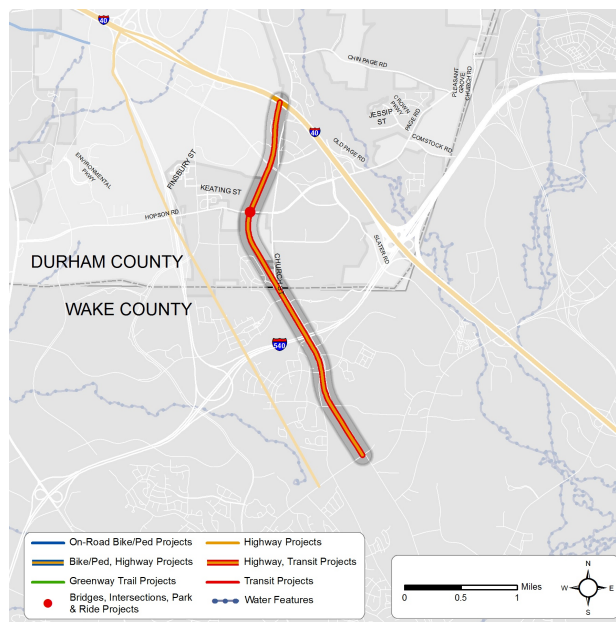 40
CHIN PAGE RD
PLEASANT
GROVE
CHURCH RD
CROWN
PKWY
JESSIP
ST
PAGE RD
40
COMSTOCK RD
OLD PAGE RD
ENVIRONMENTAL
PKWY
FINSBURY ST
KEATING ST
HOPSON RD
SLATER RD
CHURCH ST
DURHAM COUNTY
WAKE COUNTY
540
On-Road Bike/Ped Projects
Bike/Ped, Highway Projects
Greenway Trail Projects
Bridges, Intersections, Park
& Ride Projects
Highway Projects
Highway, Transit Projects
Transit Projects
Water Features
0 0.5 1 Miles
N
W E
S